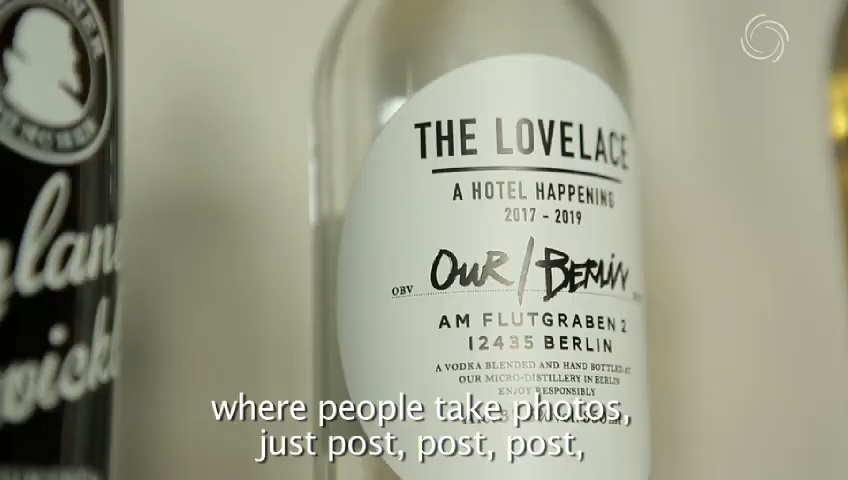 THE LOVELACE
A HOTEL HAPPENING
2017 - 2019
OBV OUR/BERLIN
AM FLUTGRABEN 2
12435 BERLIN
A VODKA BLENDED AND HAND BOTTLED AT
OUR MICRO-DISTILLERY IN BERLIN
ENJOY RESPONSIBLY
where people take photos,
just post, post, post,